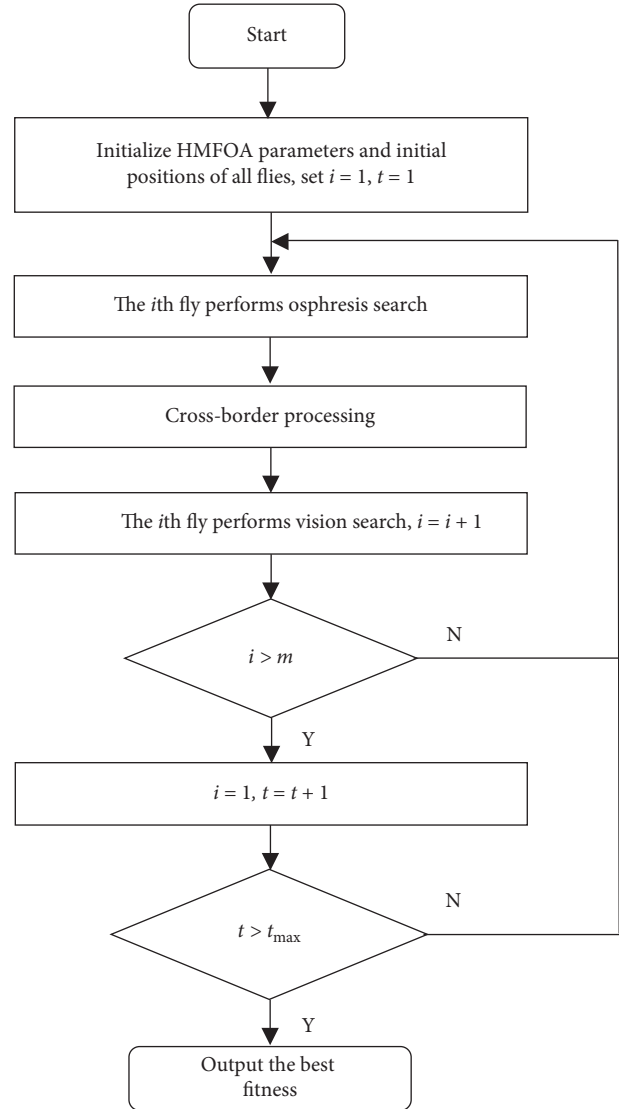 Start
Initialize HMFOA parameters and initial
positions of all flies, set i = 1, t = 1
The ith fly performs osphresis search
Cross-border processing
The ith fly performs vision search, i = i + 1
i > m
N
Y
i = 1, t = t + 1
t > tmax
N
Y
Output the best
fitness